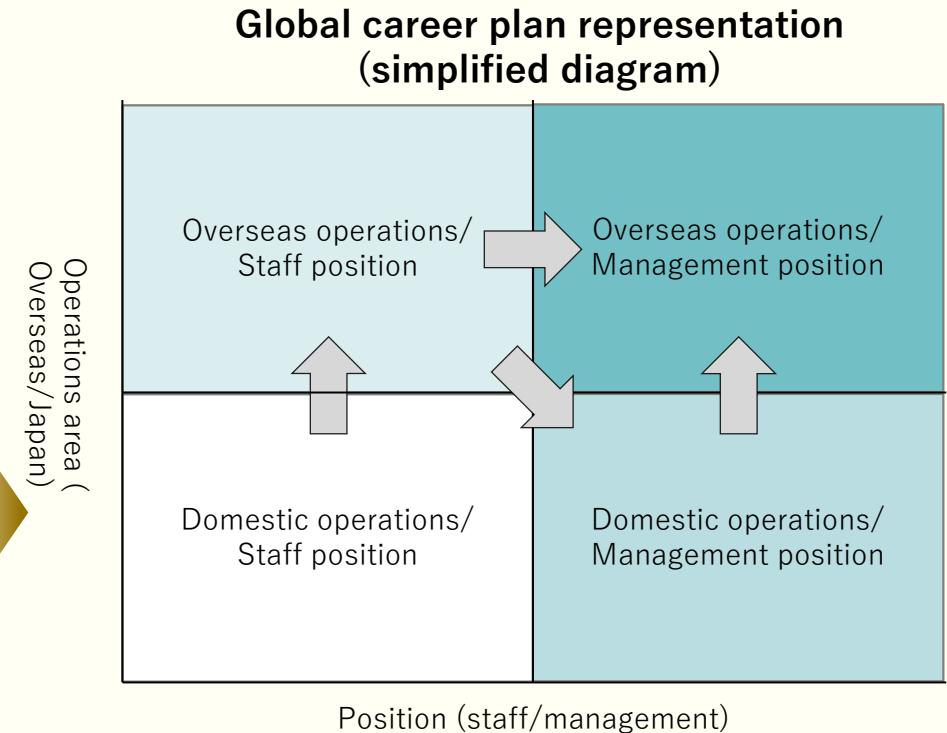 Global career plan representation
(simplified diagram)
Overseas operations/
Staff position
Overseas operations/
Management position
Operations area (
Overseas/Japan)
Domestic operations/
Staff position
Domestic operations/
Management position
Position (staff/management)